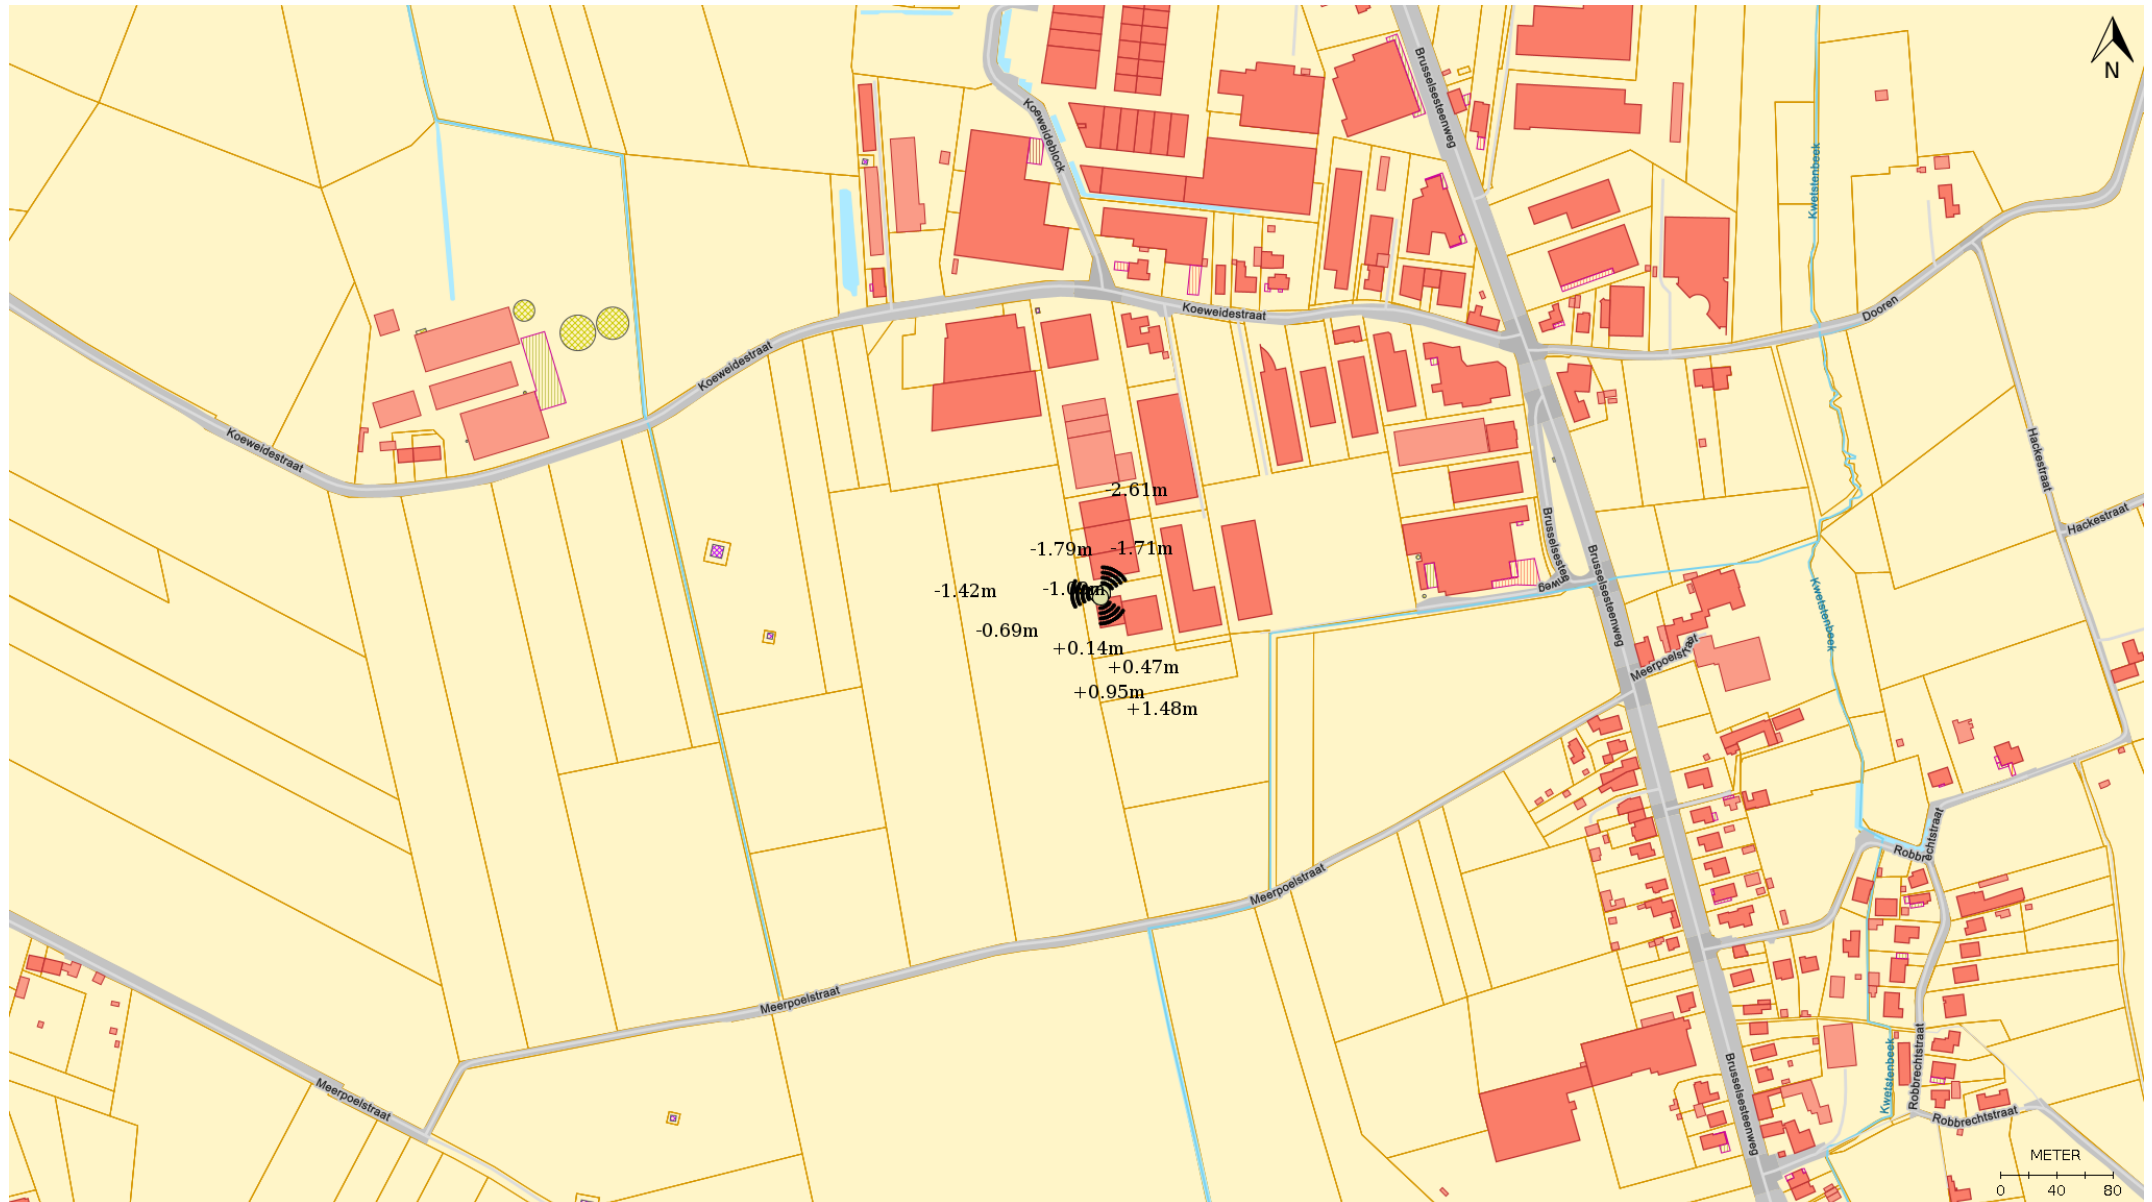 N
Brusselsesteenweg
Koeweideblock
Kwetstenbeek
Koeweidestraat
Dooren
Koeweidestraat
Koeweidestraat
Hackestraat
Hackestraat
-2.61m
-1.79m
-1.71m
-1.42m
-0.69m
+0.14m
+0.47m
+0.95m
+1.48m
Brusselsesteenweg
Brusselsesteenweg
Kwetstenbeek
Meerpoelstraat
Meerpoelstraat
Robbrechtstraat
Meerpoelstraat
Meerpoelstraat
Brusselsesteenweg
Kwetstenbeek
Robbrechtstraat
Robbrechtstraat
METER
0 40 80